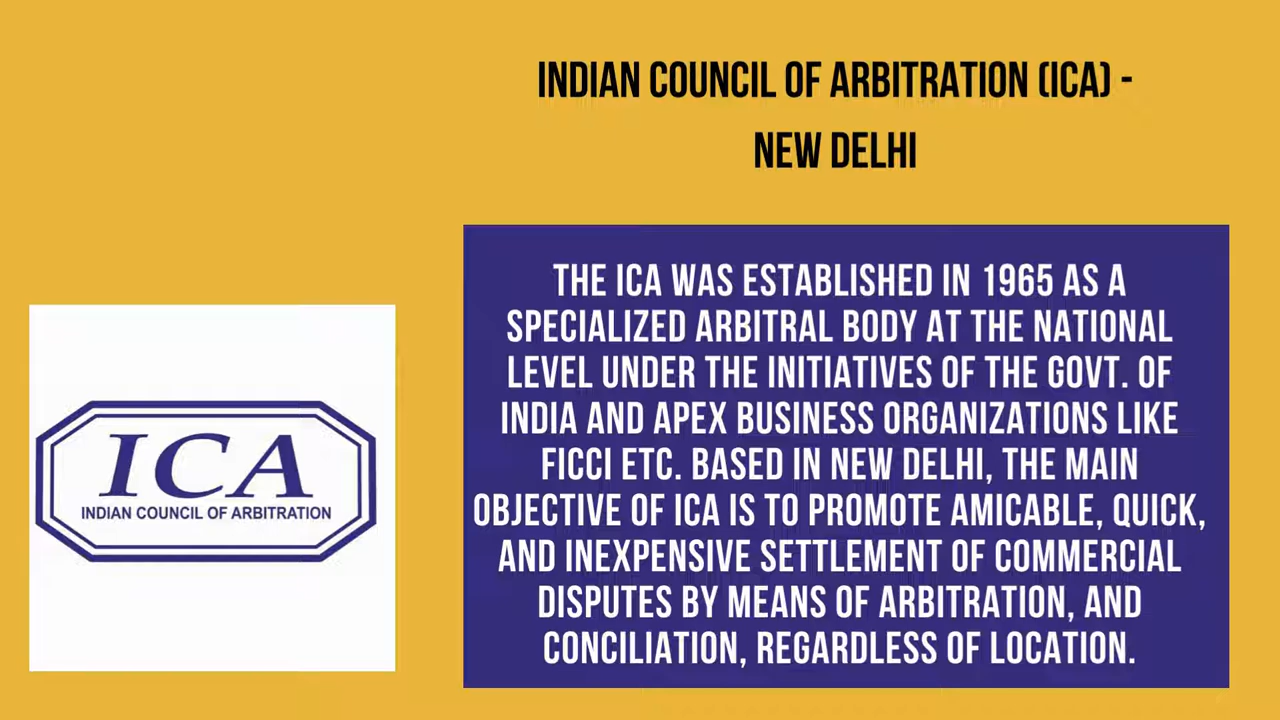 INDIAN COUNCIL OF ARBITRATION (ICA) -
NEW DELHI
THE ICA WAS ESTABLISHED IN 1965 AS A
SPECIALIZED ARBITRAL BODY AT THE NATIONAL
LEVEL UNDER THE INITIATIVES OF THE GOVT. OF
INDIA AND APEX BUSINESS ORGANIZATIONS LIKE
FICCI ETC. BASED IN NEW DELHI, THE MAIN
OBJECTIVE OF ICA IS TO PROMOTE AMICABLE, QUICK,
AND INEXPENSIVE SETTLEMENT OF COMMERCIAL
DISPUTES BY MEANS OF ARBITRATION, AND
CONCILIATION, REGARDLESS OF LOCATION.
ICA
INDIAN COUNCIL OF ARBITRATION